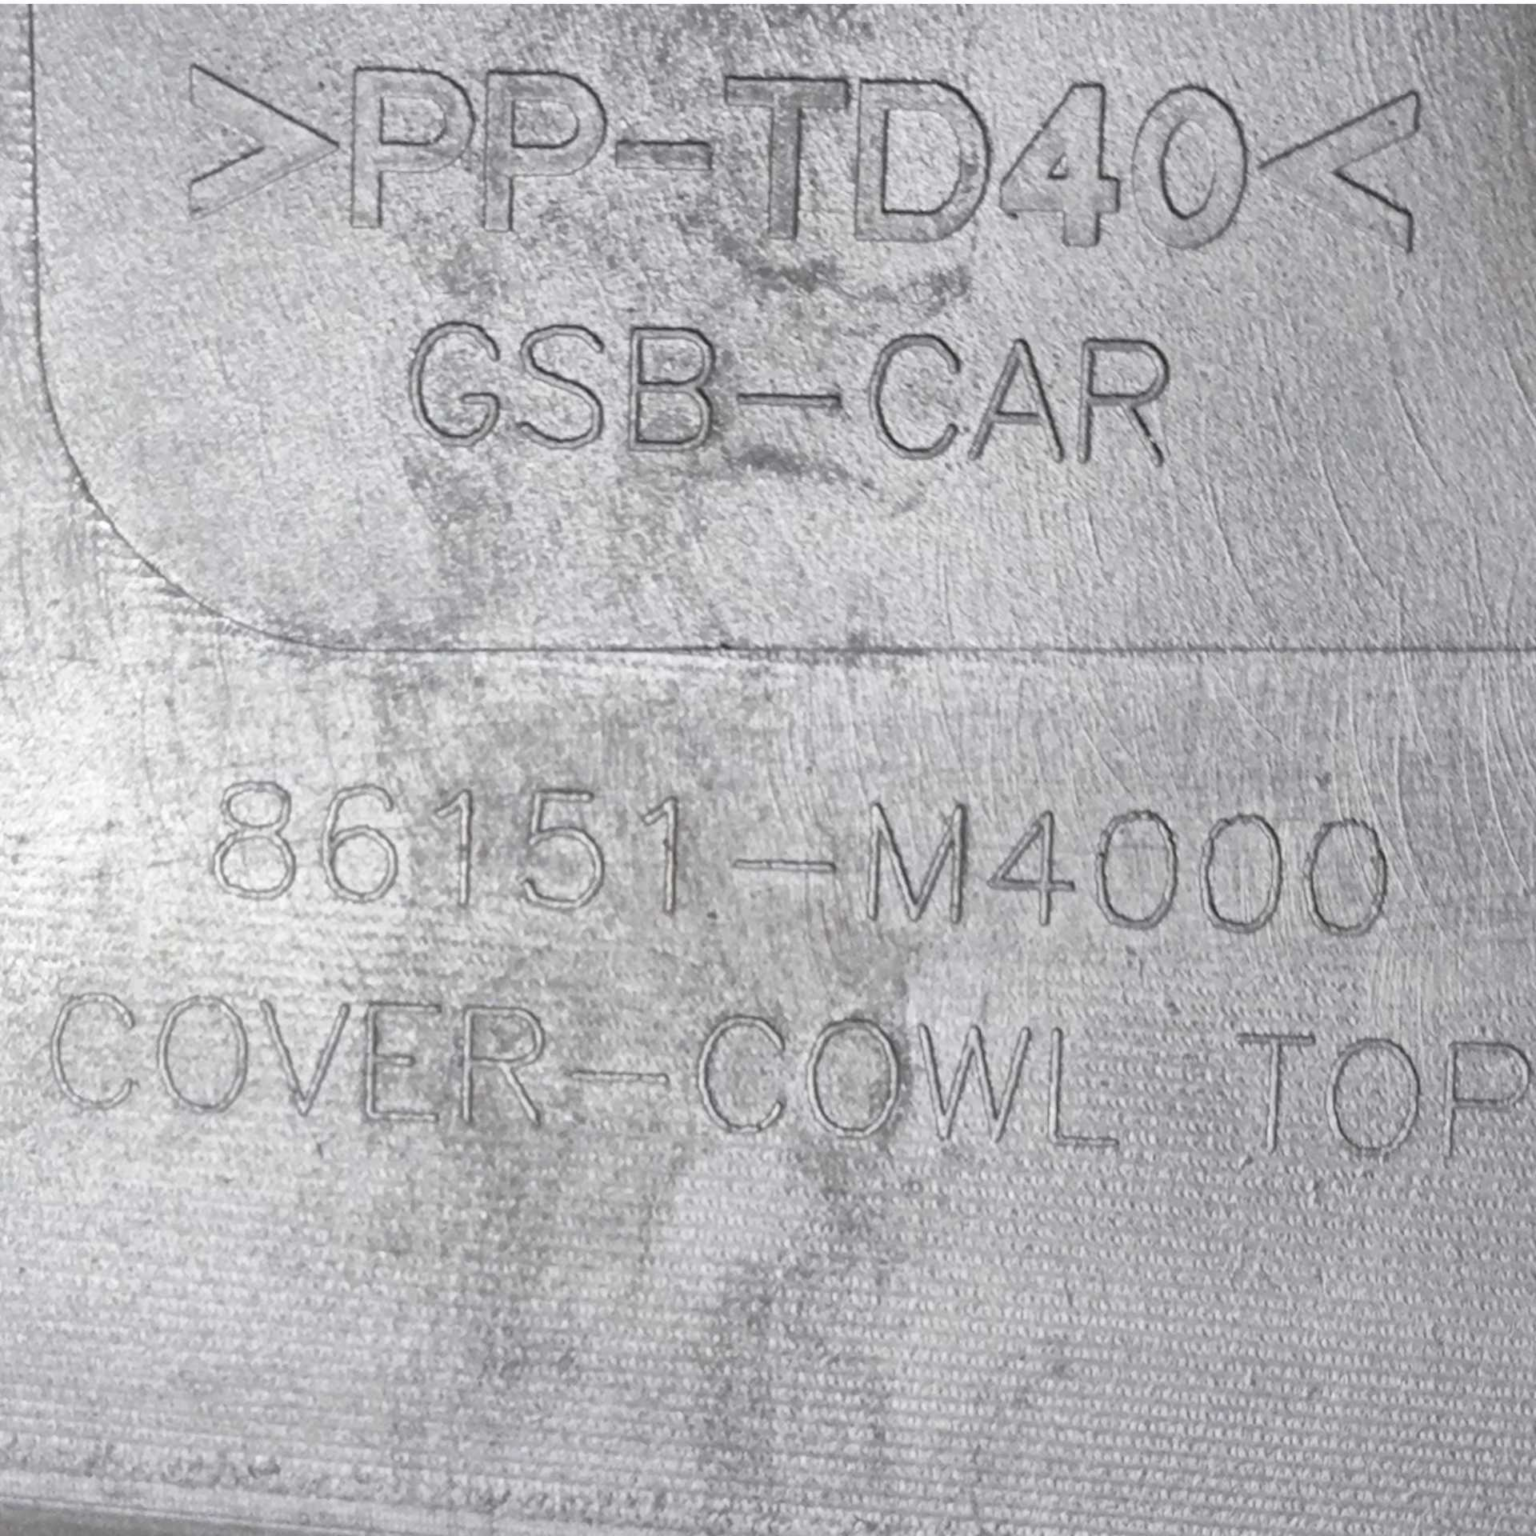 >PP-TD40<
GSB-CAR
86151-M4000
COVER-COWL TOP